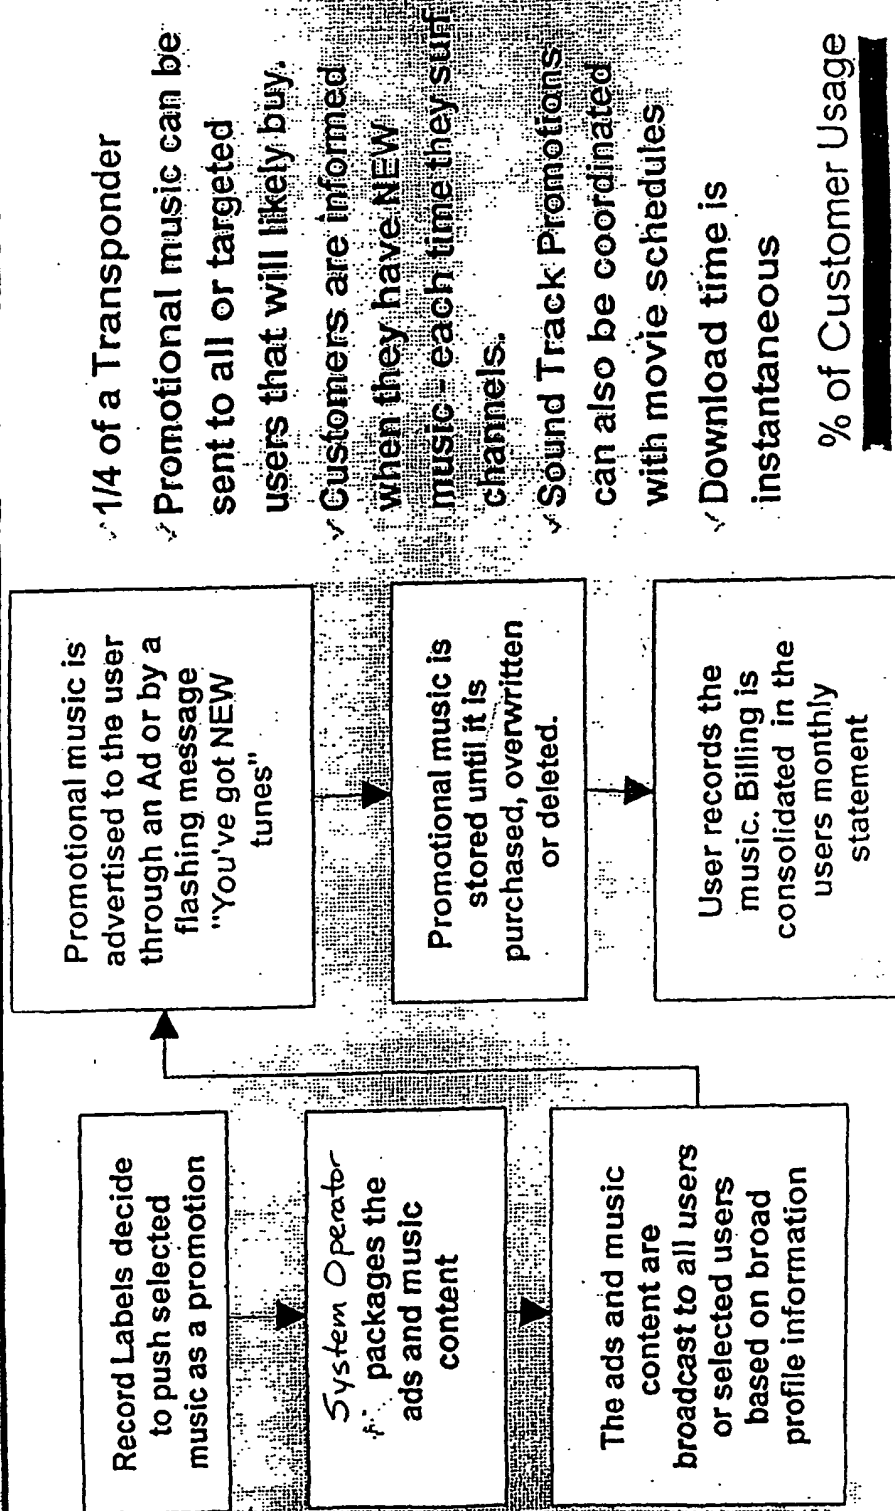 Record Labels decide
to push selected
music as a promotion
System Operator
packages the
ads and music
content
The ads and music
content are
broadcast to all users
or selected users
based on broad
profile information
Promotional music is
advertised to the user
through an Ad or by a
flashing message
"You've got NEW
tunes"
Promotional music is
stored until it is
purchased, overwritten
or deleted.
User records the
music. Billing is
consolidated in the
users monthly
statement
✓1/4 of a Transponder
✓Promotional music can be
sent to all or targeted
users that will likely buy.
✓Customers are informed
when they have NEW
music - each time they surf
channels.
✓Sound Track Promotions
can also be coordinated
with movie schedules
✓Download time is
instantaneous
% of Customer Usage